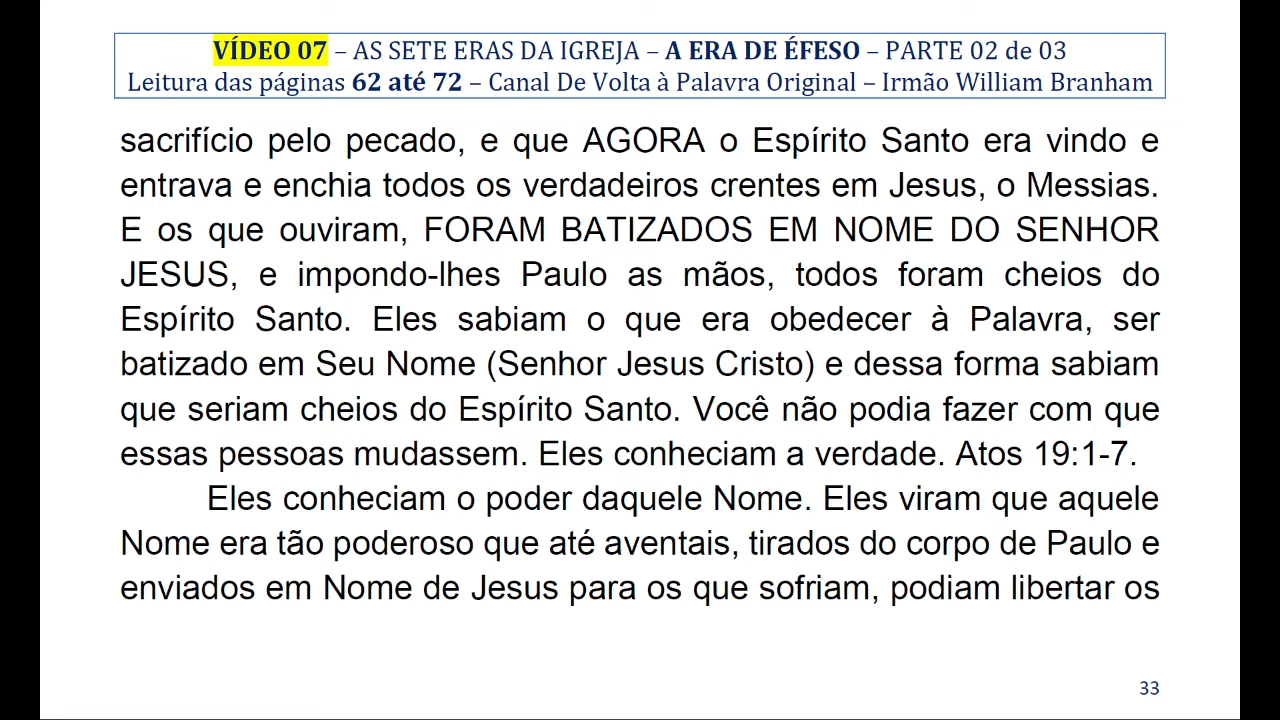 VÍDEO 07 – AS SETE ERAS DA IGREJA – A ERA DE ÉFESO – PARTE 02 de 03
Leitura das páginas 62 até 72 – Canal De Volta à Palavra Original – Irmão William Branham
sacrifício pelo pecado, e que AGORA o Espírito Santo era vindo e
entrava e enchia todos os verdadeiros crentes em Jesus, o Messias.
E os que ouviram, FORAM BATIZADOS EM NOME DO SENHOR
JESUS, e impondo-lhes Paulo as mãos, todos foram cheios do
Espírito Santo. Eles sabiam o que era obedecer à Palavra, ser
batizado em Seu Nome (Senhor Jesus Cristo) e dessa forma sabiam
que seriam cheios do Espírito Santo. Você não podia fazer com que
essas pessoas mudassem. Eles conheciam a verdade. Atos 19:1-7.
Eles conheciam o poder daquele Nome. Eles viram que aquele
Nome era tão poderoso que até aventais, tirados do corpo de Paulo e
enviados em Nome de Jesus para os que sofriam, podiam libertar os
33